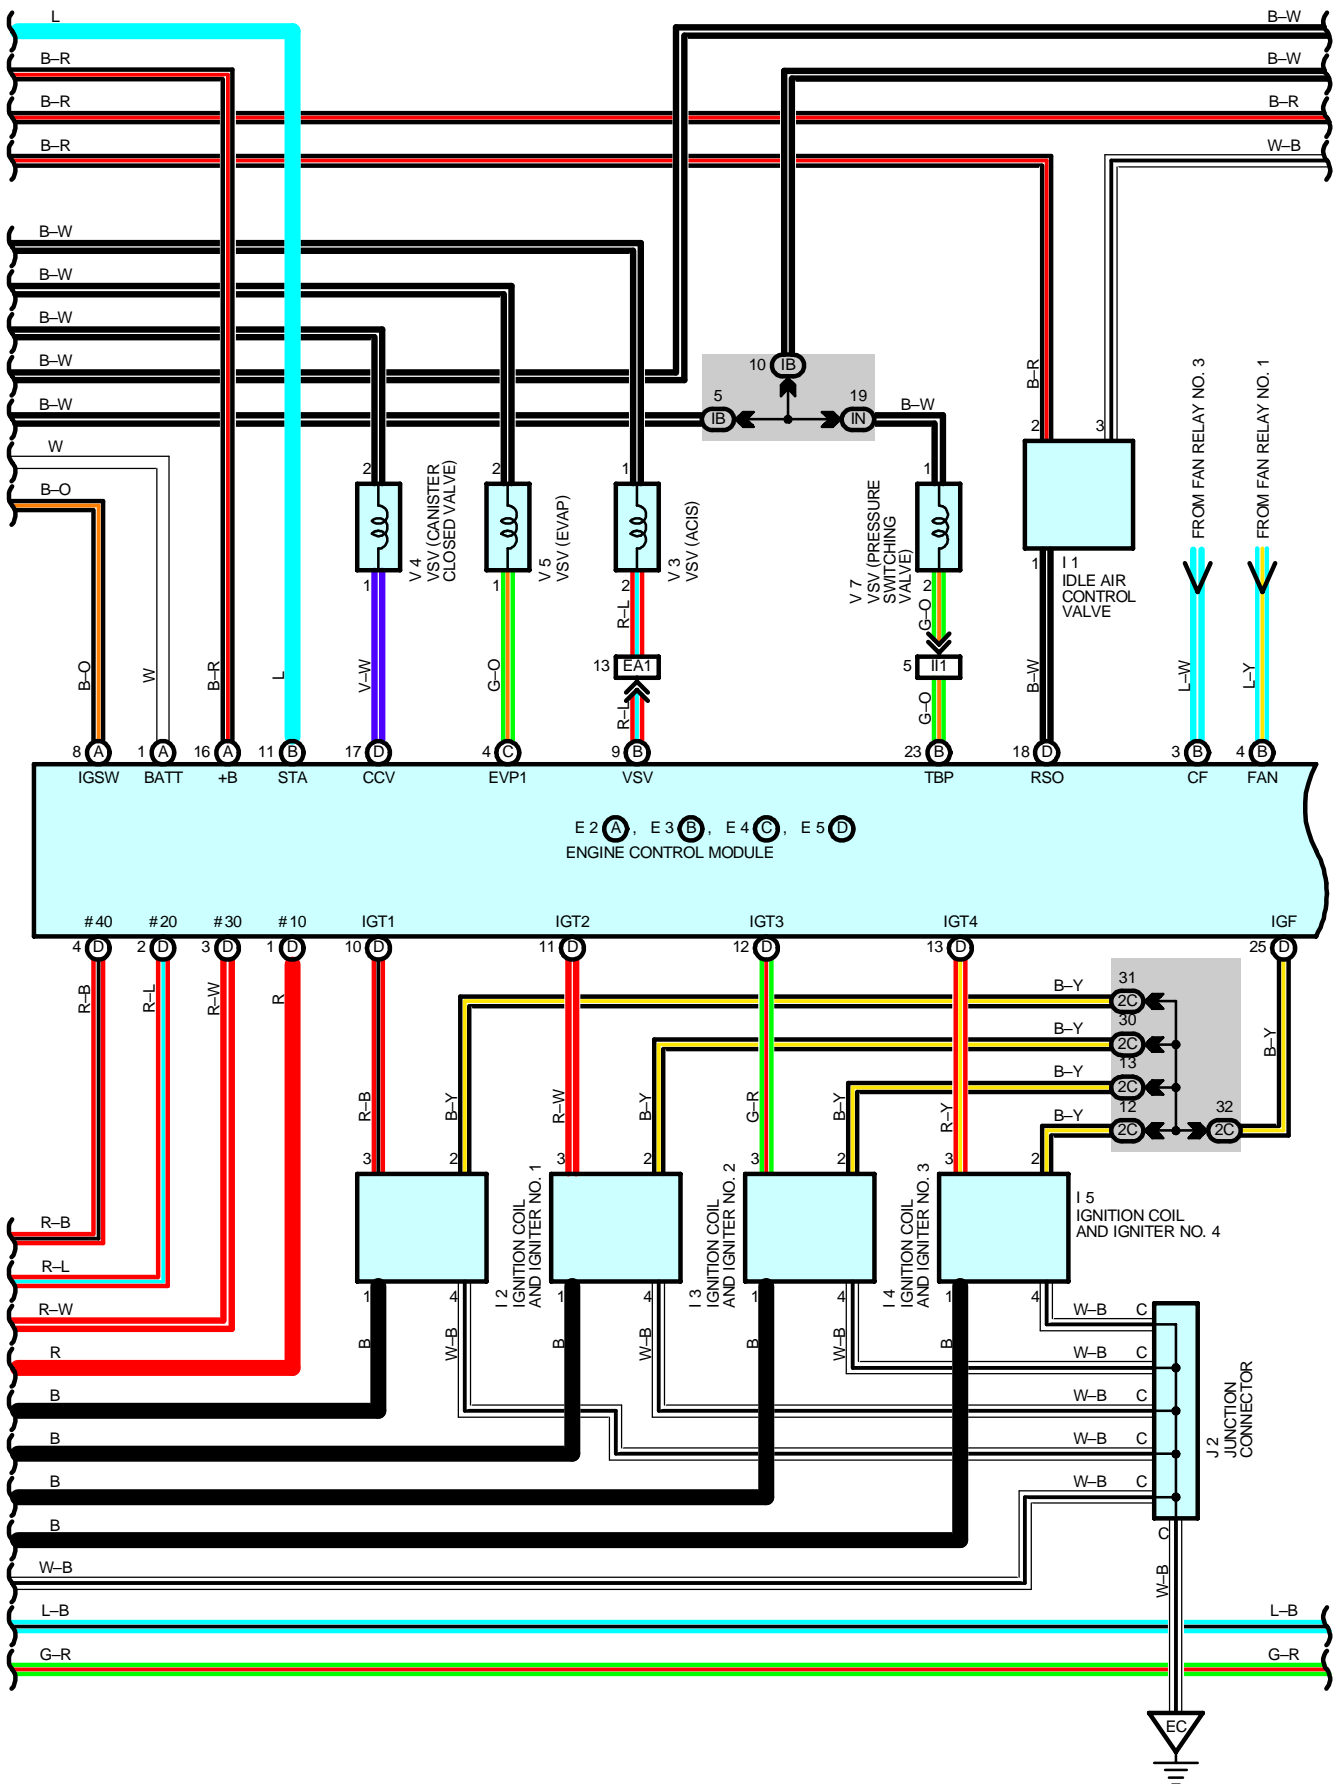 L
B–W
B–R
B–W
B–R
B–R
B–R
W–B
B–W
B–W
B–W
B–W
B–W
W
B–O
10 IB
5 IB
19 IN
B–W
B–R
FROM FAN RELAY NO. 3
FROM FAN RELAY NO. 1
2
2
1
1
2
3
V 4
VSV (CANISTER
CLOSED VALVE)
V 5
VSV (EVAP)
V 3
VSV (ACIS)
V 7
VSV (PRESSURE
SWITCHING
VALVE)
I 1
IDLE AIR
CONTROL
VALVE
1
1
2
2
1
R–L
G–O
13 EA1
5 II1
B–O
W
B–R
L
V–W
G–O
R–L
G–O
B–W
L–W
L–Y
8 A
1 A
16 A
11 B
17 D
4 C
9 B
23 B
18 D
3 B
4 B
IGSW
BATT
+B
STA
CCV
EVP1
VSV
TBP
RSO
CF
FAN
E 2 A , E 3 B , E 4 C , E 5 D
ENGINE CONTROL MODULE
#40
#20
#30
#10
IGT1
IGT2
IGT3
IGT4
IGF
4 D
2 D
3 D
1 D
10 D
11 D
12 D
13 D
25 D
R–B
R–L
R–W
R
B–Y
31
2C
B–Y
30
2C
B–Y
B–Y
13
2C
B–Y
12
2C
32
2C
R–B
B–Y
R–W
B–Y
G–R
B–Y
R–Y
3
2
3
2
3
2
3
2
I 2
IGNITION COIL
AND IGNITER NO. 1
I 3
IGNITION COIL
AND IGNITER NO. 2
I 4
IGNITION COIL
AND IGNITER NO. 3
I 5
IGNITION COIL
AND IGNITER NO. 4
1
4
1
4
1
4
1
4
B
W–B
B
W–B
B
W–B
B
R–B
R–L
R–W
R
B
B
B
B
W–B
W–B C
W–B C
W–B C
W–B C
W–B C
J 2
JUNCTION
CONNECTOR
C
W–B
L–B
L–B
G–R
G–R
EC